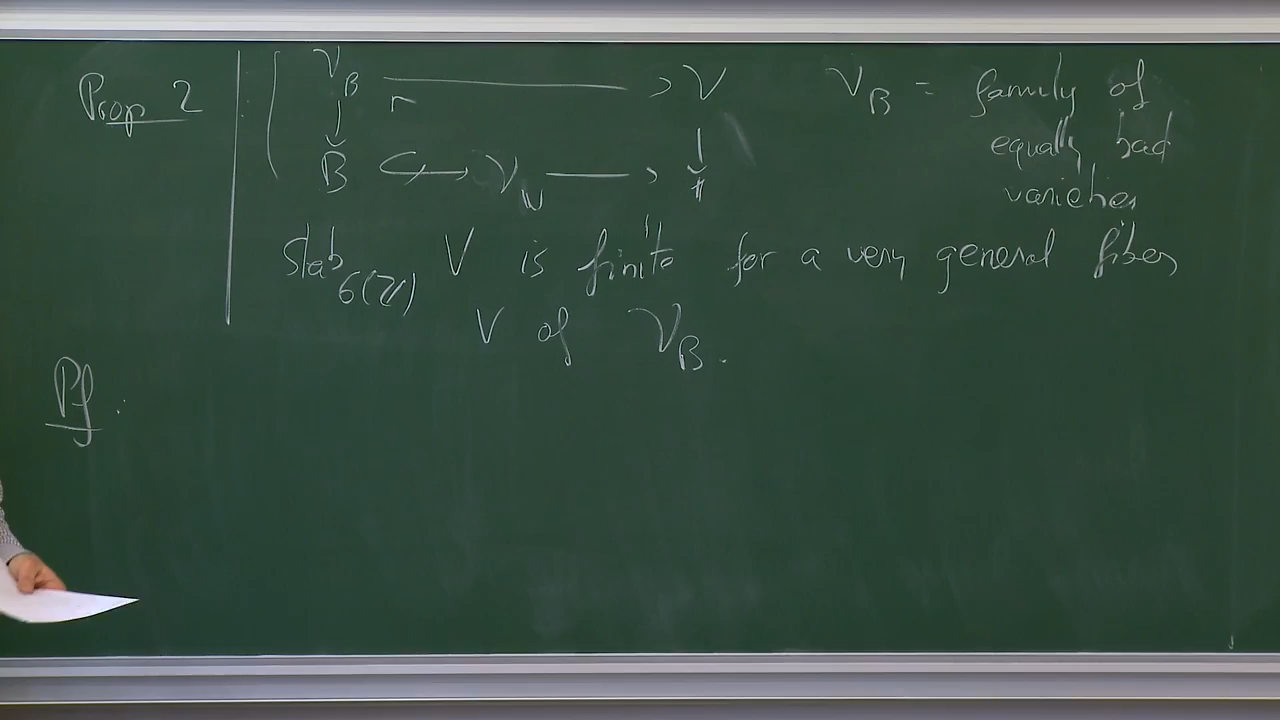 Prop 2
𝒱_B ⟶ 𝒱
𝒱_B = family of
equally bad
varieties
B ↪ 𝒱_N ⟶ *
Stab_{G(ℤ)} V is "finite" for a very general fiber
V of 𝒱_B.
Pf :